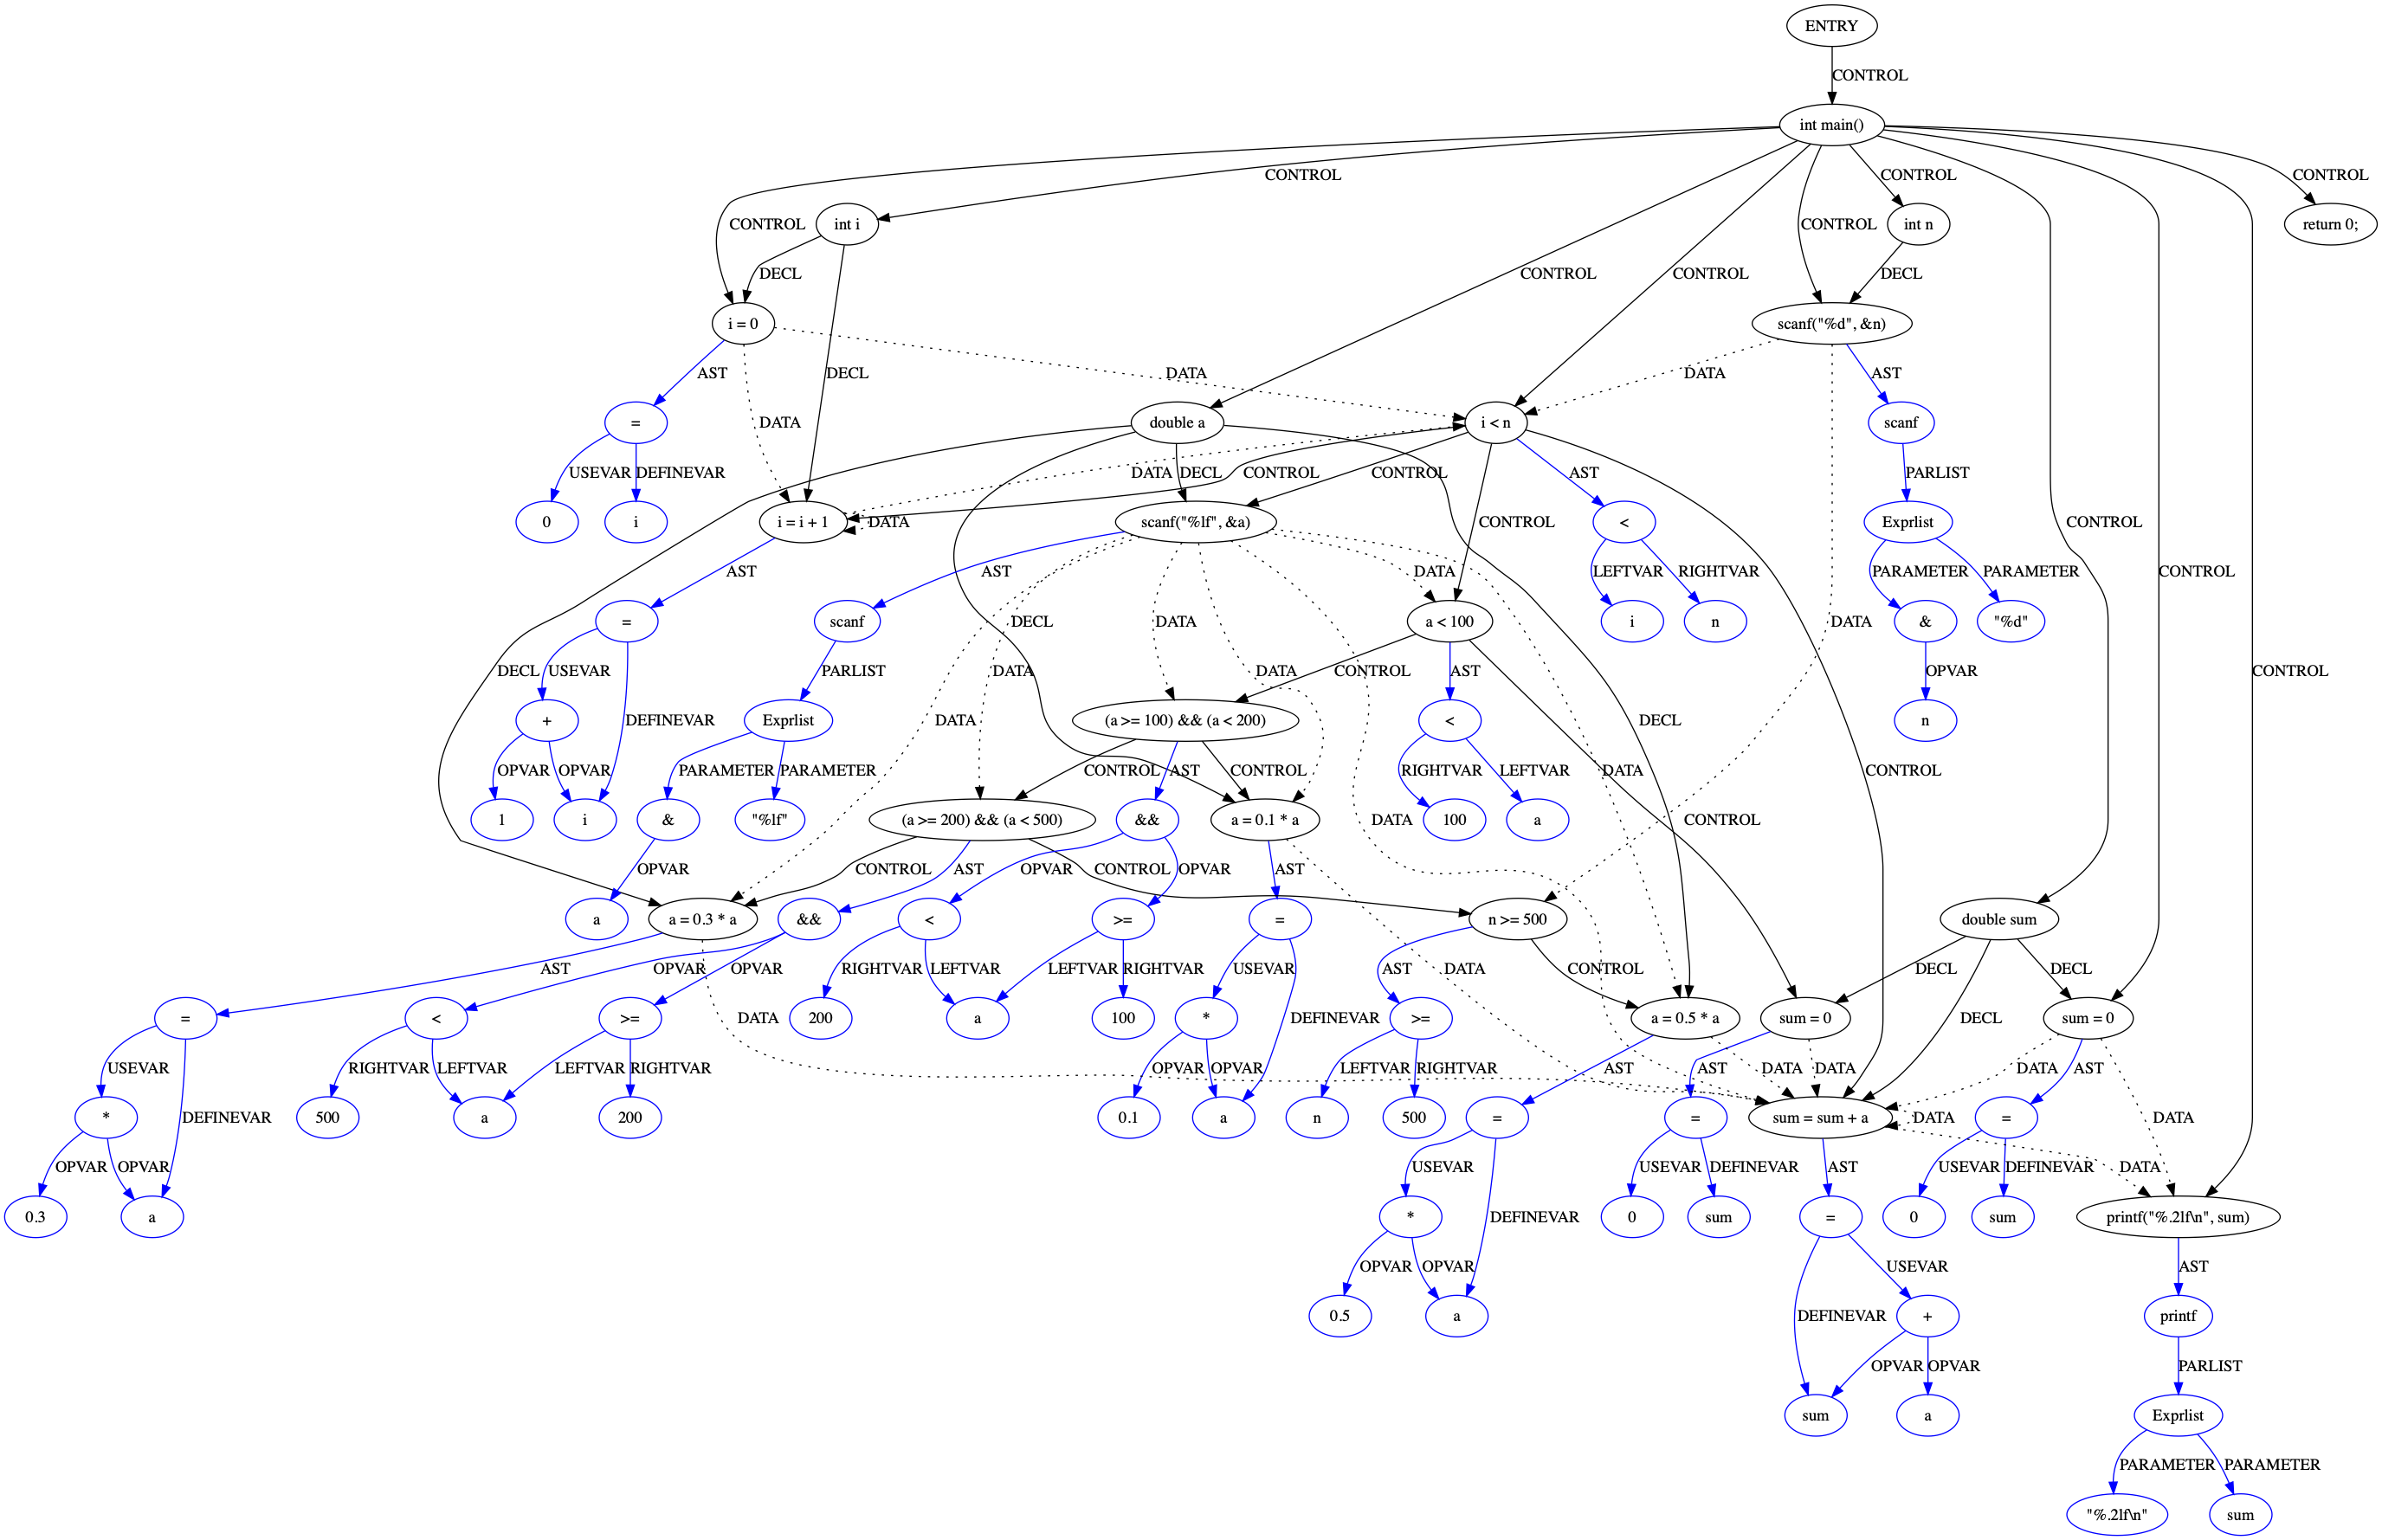 ENTRY
CONTROL
int main()
CONTROL
CONTROL
CONTROL
CONTROL
CONTROL
int i
int n
return 0;
DECL
CONTROL
CONTROL
DECL
i = 0
scanf("%d", &n)
AST
DECL
DATA
DATA
AST
=
double a
i < n
scanf
DATA
USEVAR
DEFINEVAR
DATA
DECL
CONTROL
CONTROL
AST
PARLIST
0
i
i = i + 1
DATA
scanf("%lf", &a)
CONTROL
<
Exprlist
CONTROL
AST
AST
DATA
LEFTVAR
RIGHTVAR
PARAMETER
PARAMETER
CONTROL
CONTROL
=
scanf
DECL
DATA
a < 100
i
n
DATA
&
"%d"
DECL
USEVAR
PARLIST
DATA
DATA
CONTROL
AST
OPVAR
+
DEFINEVAR
Exprlist
DATA
(a >= 100) && (a < 200)
<
DECL
n
OPVAR
OPVAR
PARAMETER
PARAMETER
CONTROL
AST
CONTROL
RIGHTVAR
LEFTVAR
DATA
CONTROL
1
i
&
"%lf"
(a >= 200) && (a < 500)
&&
a = 0.1 * a
DATA
100
a
CONTROL
OPVAR
CONTROL
AST
CONTROL
OPVAR
OPVAR
AST
a
a = 0.3 * a
&&
<
>=
=
n >= 500
double sum
AST
OPVAR
OPVAR
RIGHTVAR
LEFTVAR
LEFTVAR
RIGHTVAR
USEVAR
DATA
AST
CONTROL
DECL
DECL
=
<
>=
DATA
200
a
100
*
DEFINEVAR
>=
a = 0.5 * a
sum = 0
DECL
sum = 0
USEVAR
RIGHTVAR
LEFTVAR
LEFTVAR
RIGHTVAR
OPVAR
OPVAR
LEFTVAR
RIGHTVAR
AST
AST
DATA
DATA
DATA
AST
*
DEFINEVAR
500
a
200
0.1
a
n
500
=
=
sum = sum + a
DATA
=
DATA
OPVAR
OPVAR
USEVAR
USEVAR
DEFINEVAR
AST
USEVAR
DEFINEVAR
DATA
0.3
a
*
DEFINEVAR
0
sum
=
0
sum
printf("%.2lf\n", sum)
OPVAR
OPVAR
USEVAR
AST
0.5
a
DEFINEVAR
+
printf
OPVAR
OPVAR
PARLIST
sum
a
Exprlist
PARAMETER
PARAMETER
"%.2lf\n"
sum